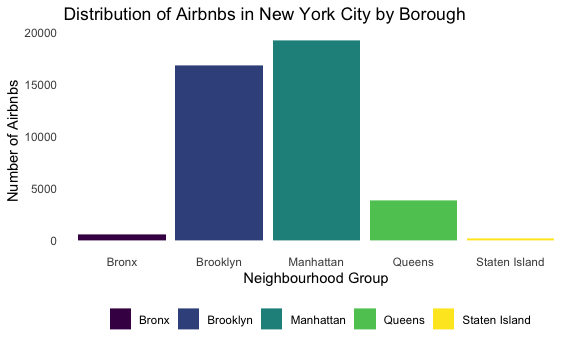 Distribution of Airbnbs in New York City by Borough
Number of Airbnbs
20000
15000
10000
5000
0
Bronx Brooklyn Manhattan Queens Staten Island
Neighbourhood Group
Bronx Brooklyn Manhattan Queens Staten Island